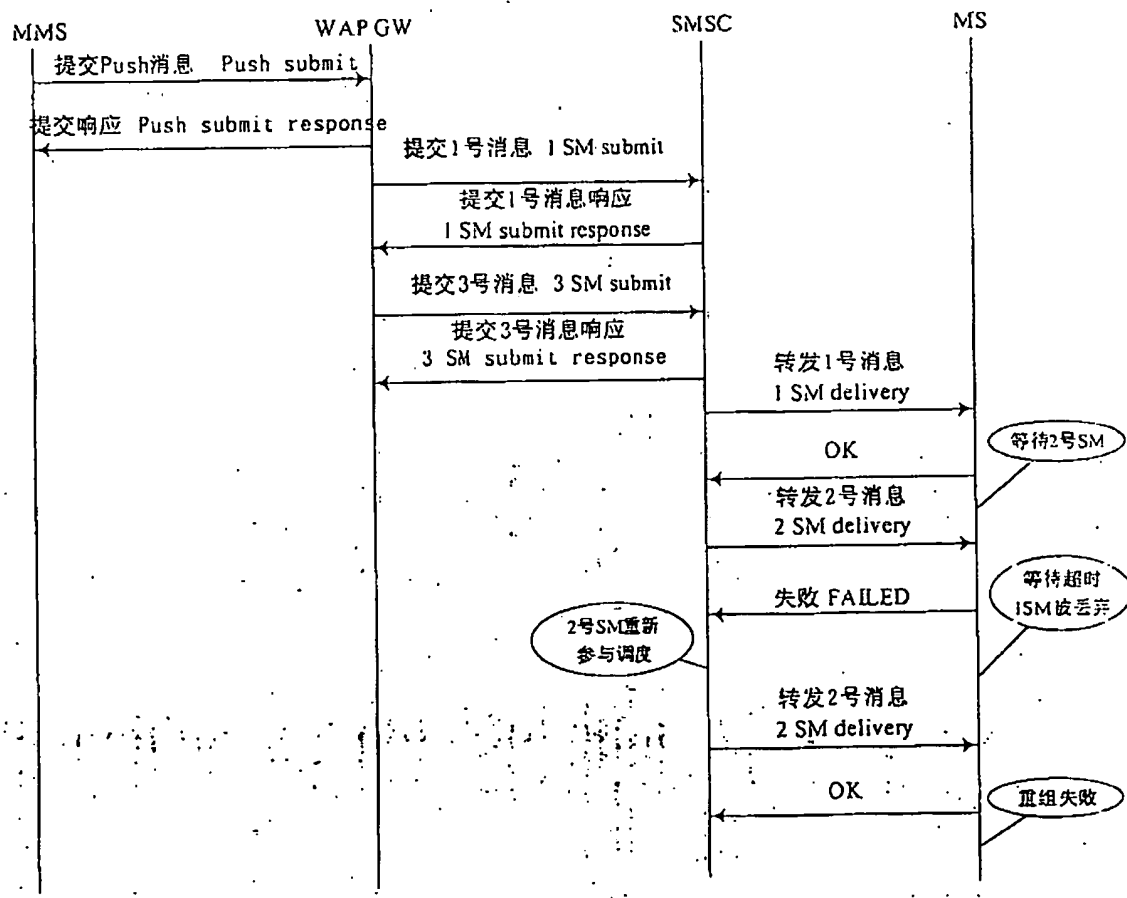 MMS
WAP GW
SMSC
MS
提交Push消息 Push submit
提交响应 Push submit response
提交1号消息 1 SM submit
提交1号消息响应
1 SM submit response
提交3号消息 3 SM submit
提交3号消息响应
3 SM submit response
转发1号消息
1 SM delivery
等待2号SM
OK
转发2号消息
2 SM delivery
等待超时
1SM被丢弃
失败 FAILED
2号SM重新
参与调度
转发2号消息
2 SM delivery
OK
重组失败